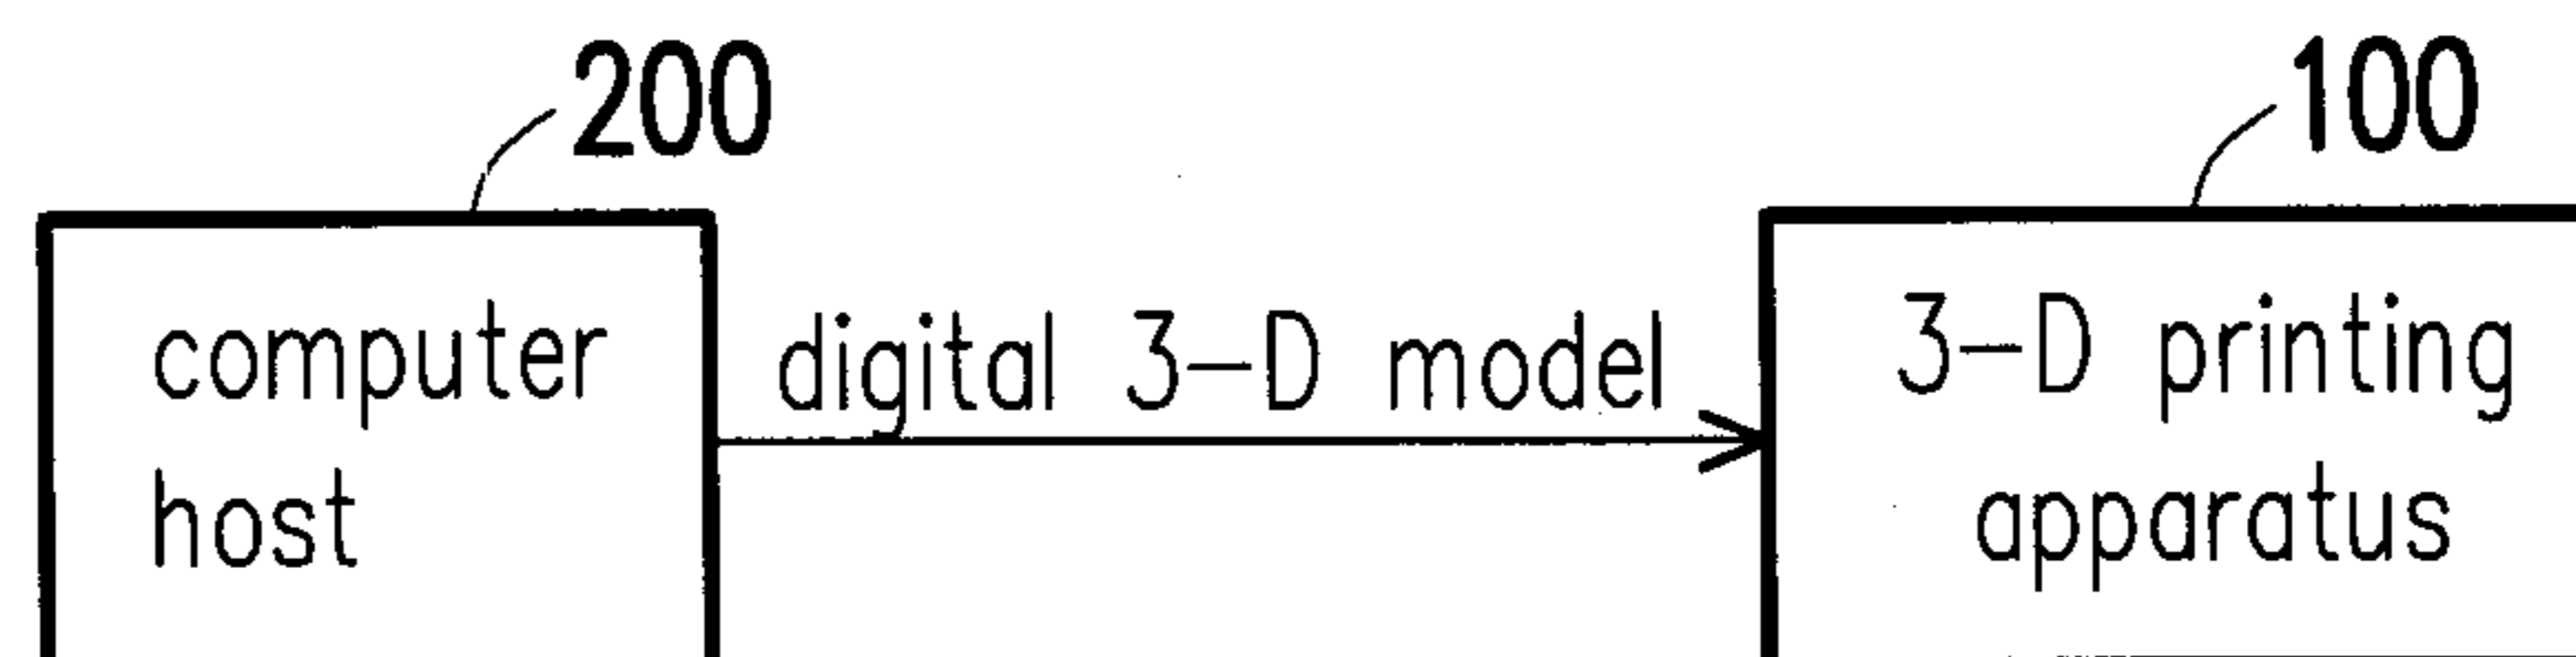 200
100
computer
host
digital 3-D model
3-D printing
apparatus